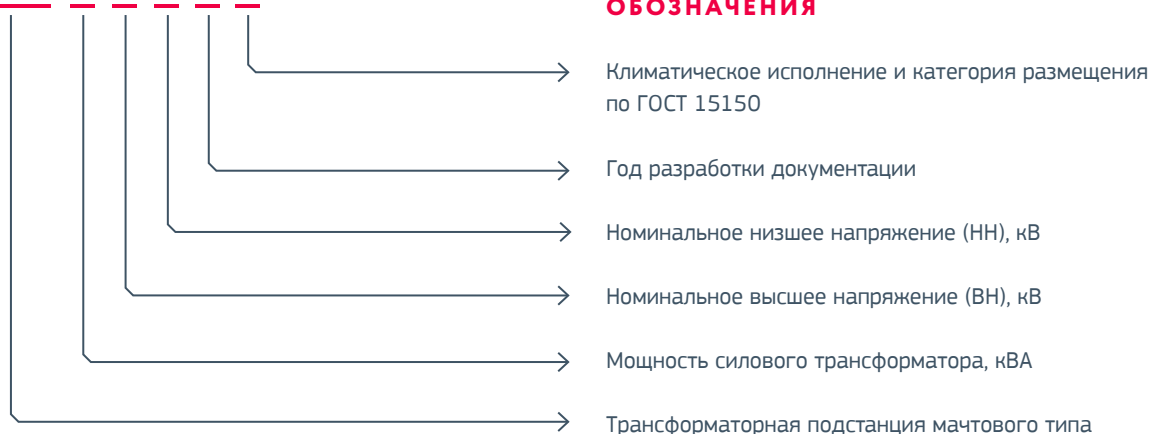 ОБОЗНАЧЕНИЯ
Климатическое исполнение и категория размещения
по ГОСТ 15150
Год разработки документации
Номинальное низшее напряжение (НН), кВ
Номинальное высшее напряжение (ВН), кВ
Мощность силового трансформатора, кВА
Трансформаторная подстанция мачтового типа